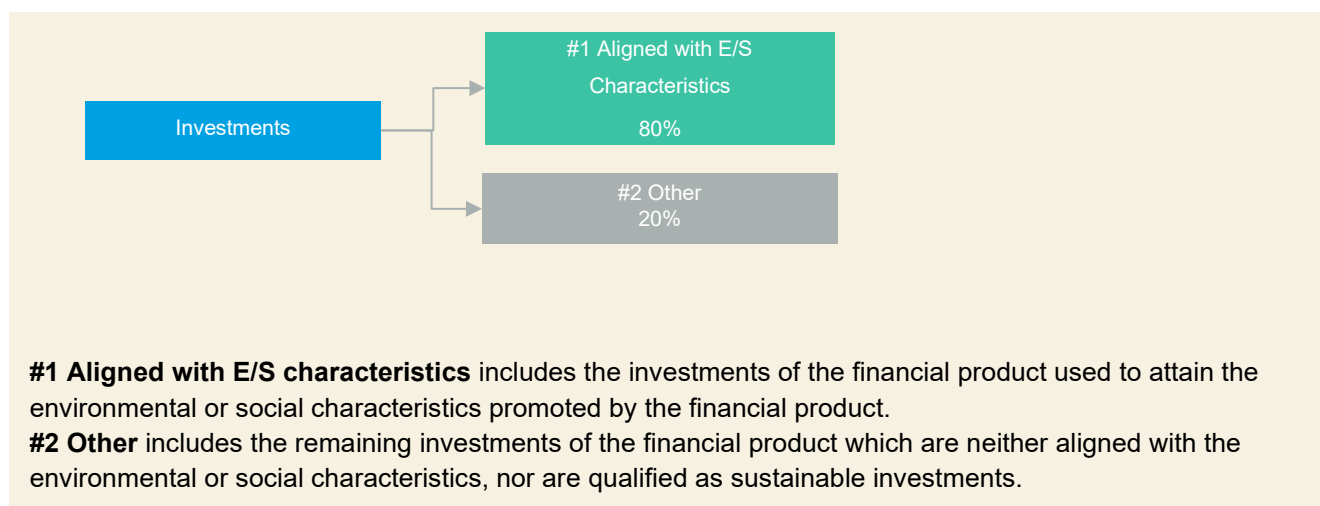 #1 Aligned with E/S
Characteristics
80%
Investments
#2 Other
20%
#1 Aligned with E/S characteristics includes the investments of the financial product used to attain the
environmental or social characteristics promoted by the financial product.
#2 Other includes the remaining investments of the financial product which are neither aligned with the
environmental or social characteristics, nor are qualified as sustainable investments.